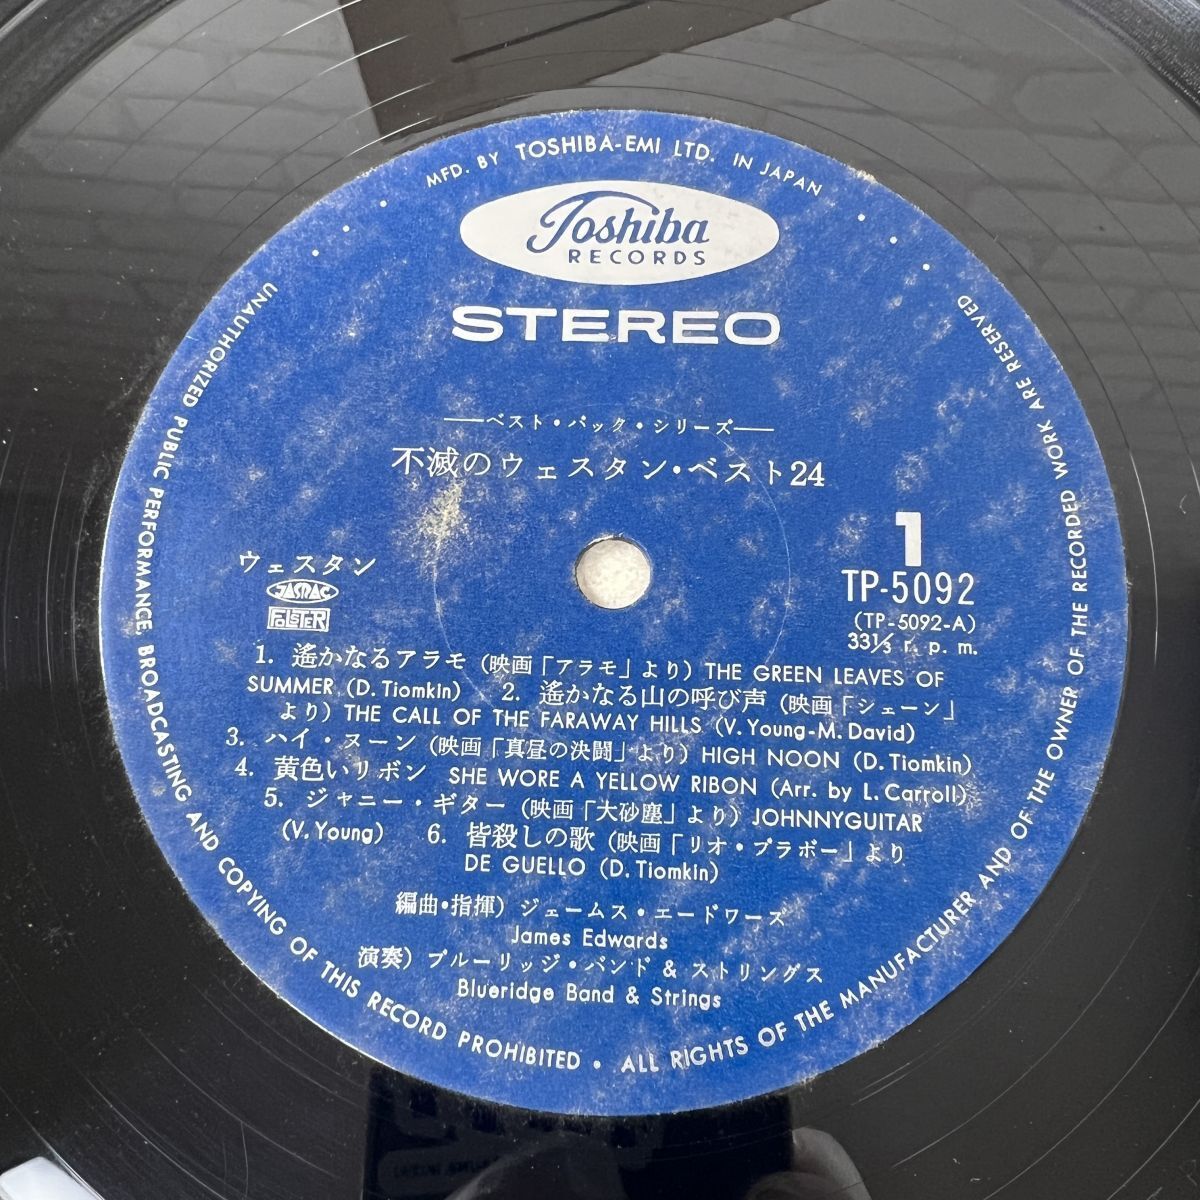 MFD. BY TOSHIBA-EMI LTD. IN JAPAN
Toshiba
RECORDS
STEREO
ベスト・パック・シリーズ
不滅のウェスタン・ベスト24
1
TP-5092
(TP-5092-A)
33⅓ r. p. m.
ウェスタン
JASRAC
FOLSTER
1. 遙かなるアラモ (映画「アラモ」より) THE GREEN LEAVES OF
SUMMER (D. Tiomkin) 2. 遙かなる山の呼び声 (映画「シェーン」
より) THE CALL OF THE FARAWAY HILLS (V. Young-M. David)
3. ハイ・ヌーン (映画「真昼の決闘」より) HIGH NOON (D. Tiomkin)
4. 黄色いリボン SHE WORE A YELLOW RIBON (Arr. by L. Carroll)
5. ジャニー・ギター (映画「大砂塵」より) JOHNNYGUITAR
(V. Young) 6. 皆殺しの歌 (映画「リオ・ブラボー」より
DE GUELLO (D. Tiomkin)
編曲・指揮) ジェームス・エードワーズ
James Edwards
演奏) ブルーリッジ・バンド & ストリングス
Blueridge Band & Strings
UNAUTHORIZED PUBLIC PERFORMANCE, BROADCASTING AND COPYING OF THIS RECORD PROHIBITED • ALL RIGHTS OF THE MANUFACTURER AND OF THE OWNER OF THE RECORDED WORK ARE RESERVED